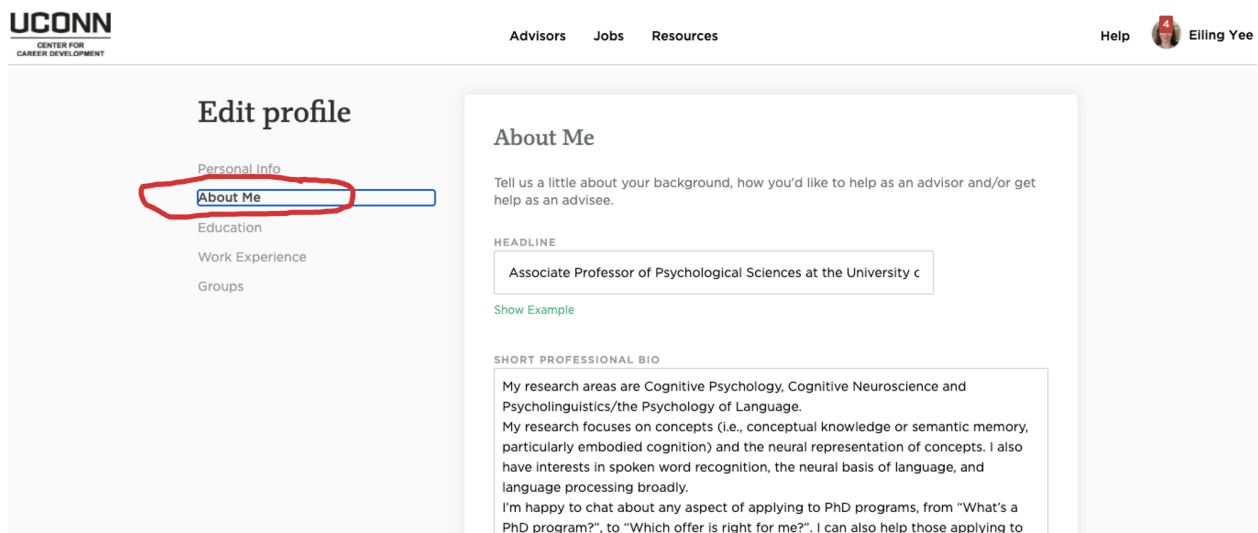 UCONN
CENTER FOR
CAREER DEVELOPMENT
Advisors Jobs Resources
Help 4 Eiling Yee
Edit profile
Personal Info
About Me
Education
Work Experience
Groups
About Me
Tell us a little about your background, how you'd like to help as an advisor and/or get
help as an advisee.
HEADLINE
Associate Professor of Psychological Sciences at the University c
Show Example
SHORT PROFESSIONAL BIO
My research areas are Cognitive Psychology, Cognitive Neuroscience and
Psycholinguistics/the Psychology of Language.
My research focuses on concepts (i.e., conceptual knowledge or semantic memory,
particularly embodied cognition) and the neural representation of concepts. I also
have interests in spoken word recognition, the neural basis of language, and
language processing broadly.
I'm happy to chat about any aspect of applying to PhD programs, from “What's a
PhD program?”, to “Which offer is right for me?”. I can also help those applying to